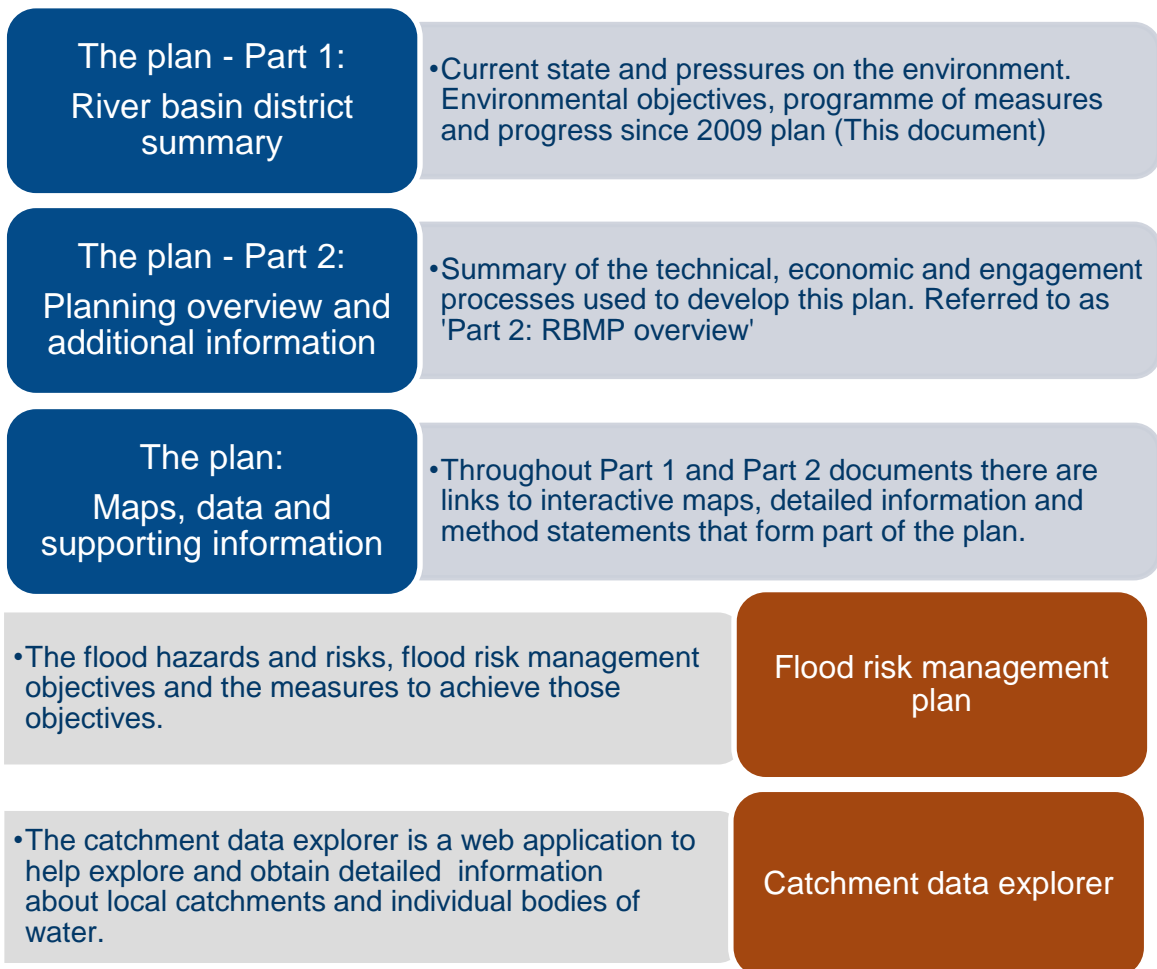 The plan - Part 1:
River basin district
summary
•Current state and pressures on the environment.
Environmental objectives, programme of measures
and progress since 2009 plan (This document)
The plan - Part 2:
Planning overview and
additional information
•Summary of the technical, economic and engagement
processes used to develop this plan. Referred to as
'Part 2: RBMP overview'
The plan:
Maps, data and
supporting information
•Throughout Part 1 and Part 2 documents there are
links to interactive maps, detailed information and
method statements that form part of the plan.
•The flood hazards and risks, flood risk management
objectives and the measures to achieve those
objectives.
Flood risk management
plan
•The catchment data explorer is a web application to
help explore and obtain detailed information
about local catchments and individual bodies of
water.
Catchment data explorer